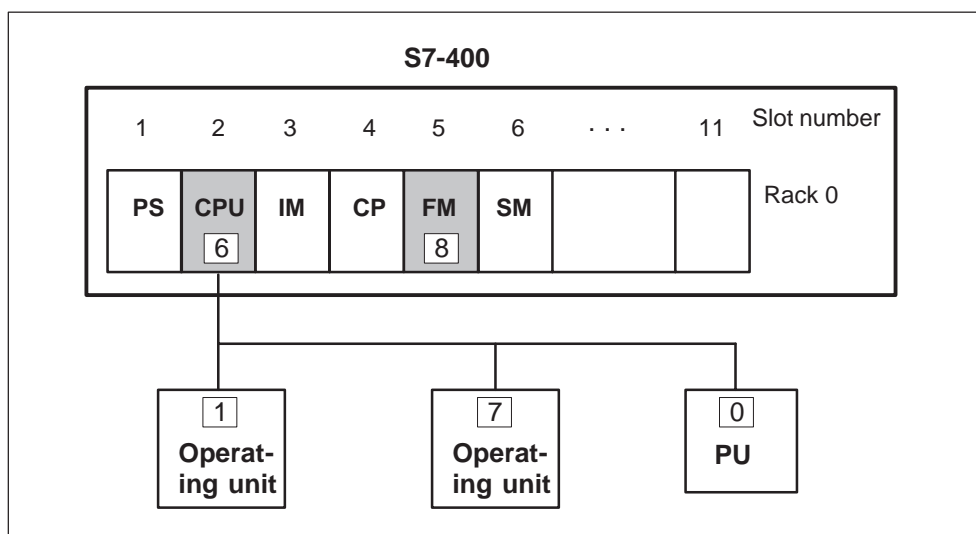 S7-400
1 2 3 4 5 6 . . . 11 Slot number
PS CPU IM CP FM SM Rack 0
6 8
1 7 0
Operat- Operat- PU
ing unit ing unit